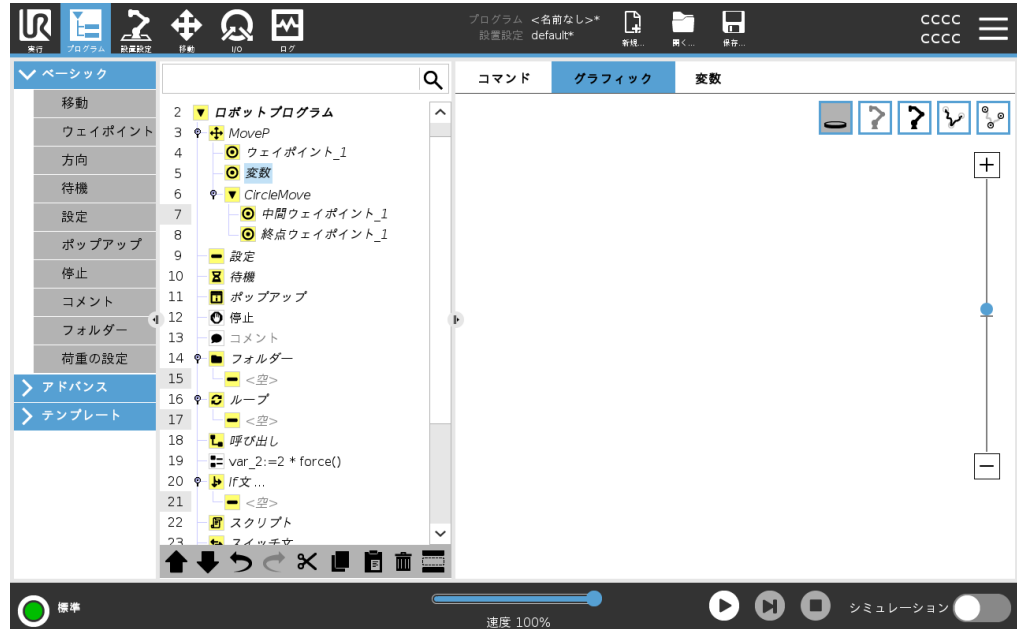 UR
プログラム <名前なし>*
設置設定 default*
CCCC
CCCC
実行
プログラム
設置設定
移動
I/O
ログ
新規...
開く...
保存...
ベーシック
移動
ウェイポイント
方向
待機
設定
ポップアップ
停止
コメント
フォルダー
荷重の設定
アドバンス
テンプレート
2 ロボットプログラム
3 MoveP
4 ウェイポイント_1
5 変数
6 CircleMove
7 中間ウェイポイント_1
8 終点ウェイポイント_1
9 設定
10 待機
11 ポップアップ
12 停止
13 コメント
14 フォルダー
15 <空>
16 ループ
17 <空>
18 呼び出し
19 var_2:=2 * force()
20 If文...
21 <空>
22 スクリプト
23 スイッチ文
コマンド
グラフィック
変数
標準
速度 100%
シミュレーション